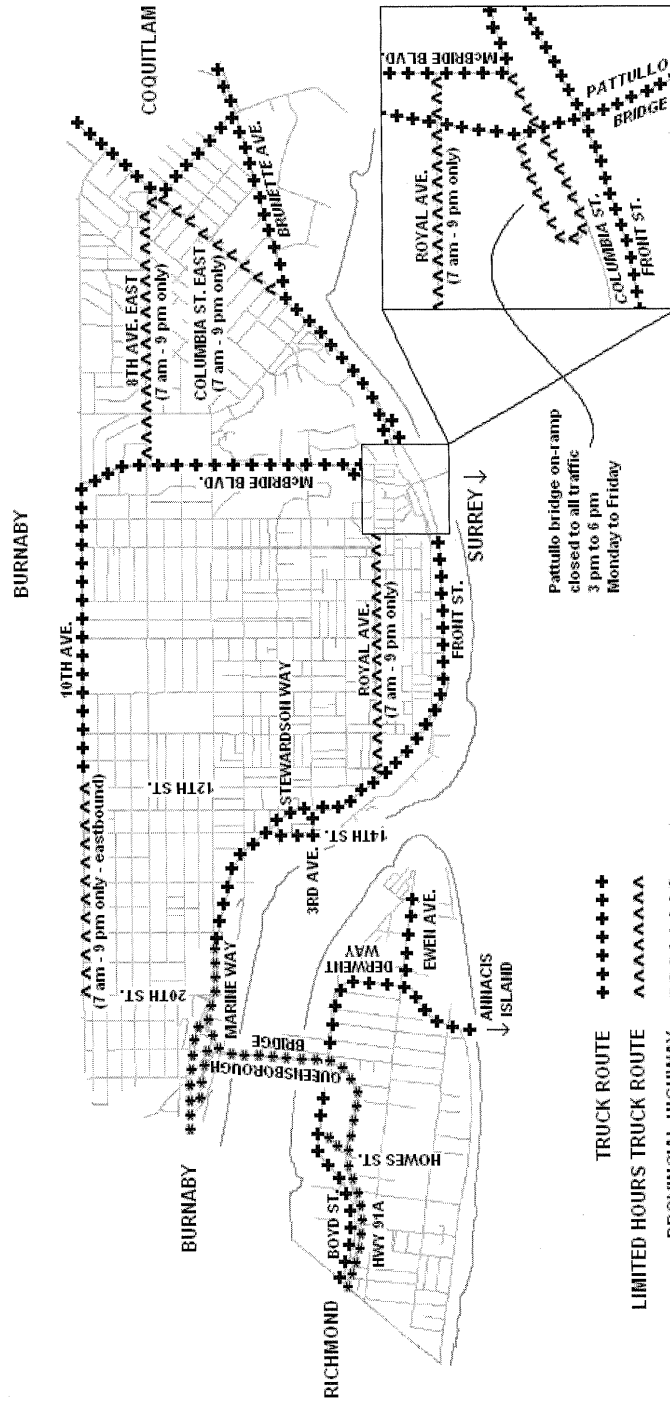 BURNABY
COQUITLAM
10TH AVE.
(7 am - 9 pm only - eastbound)
20TH ST.
12TH ST.
8TH AVE. EAST
(7 am - 9 pm only)
COLUMBIA ST. EAST
(7 am - 9 pm only)
BRUNETTE AVE.
McBRIDE BLVD.
STEWARDSON WAY
ROYAL AVE.
(7 am - 9 pm only)
FRONT ST.
14TH ST.
3RD AVE.
MARINE WAY
BURNABY
QUEENSBOROUGH
BRIDGE
DERWENT
WAY
EWEN AVE.
ANNACIS
ISLAND
HOWES ST.
BOYD ST.
HWY 91A
RICHMOND
SURREY
McBRIDE BLVD.
ROYAL AVE.
(7 am - 9 pm only)
PATTULLO
BRIDGE
COLUMBIA ST.
FRONT ST.
Pattullo bridge on-ramp
closed to all traffic
3 pm to 6 pm
Monday to Friday
TRUCK ROUTE
LIMITED HOURS TRUCK ROUTE
PROVINCIAL HIGHWAY